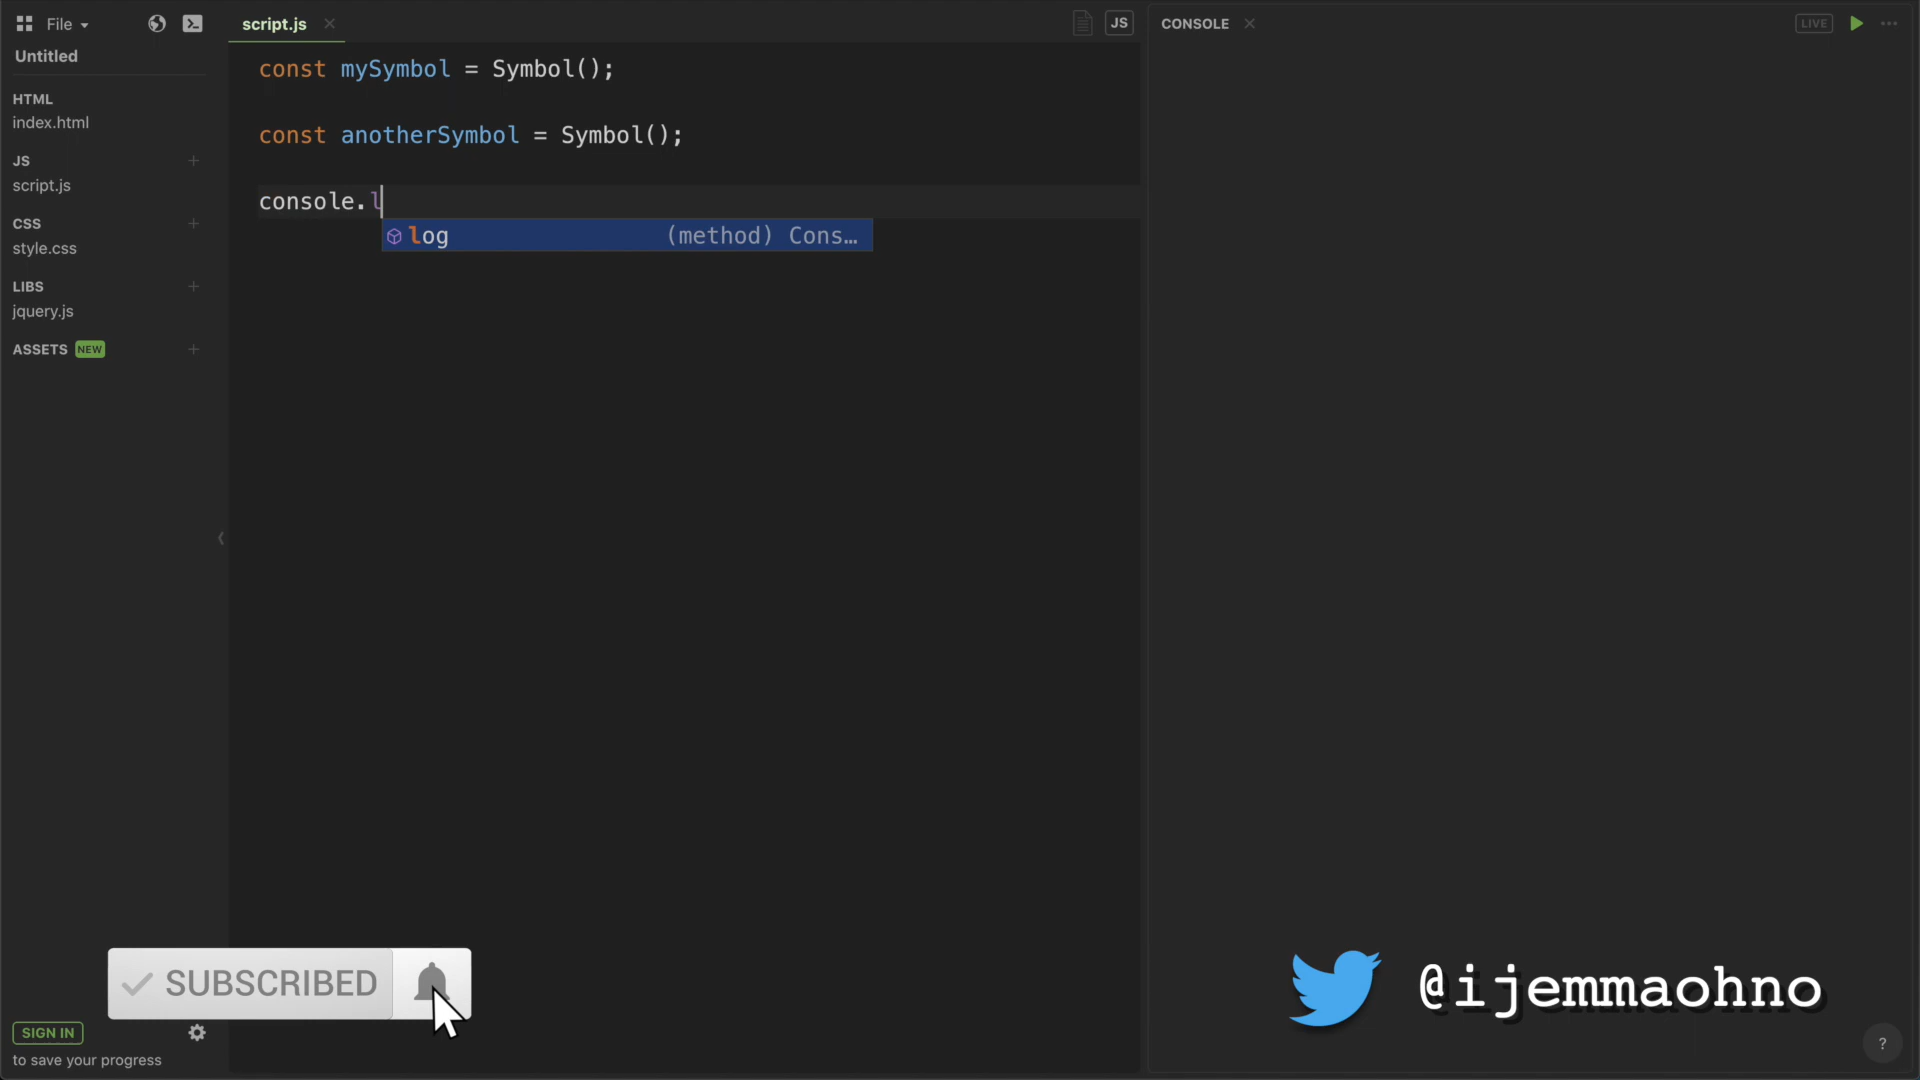 File
Untitled
HTML
index.html
JS
script.js
CSS
style.css
LIBS
jquery.js
ASSETS NEW
script.js
JS
const mySymbol = Symbol();
const anotherSymbol = Symbol();
console.l
log (method) Cons…
CONSOLE
LIVE
SUBSCRIBED
SIGN IN
to save your progress
@ijemmaohno
?